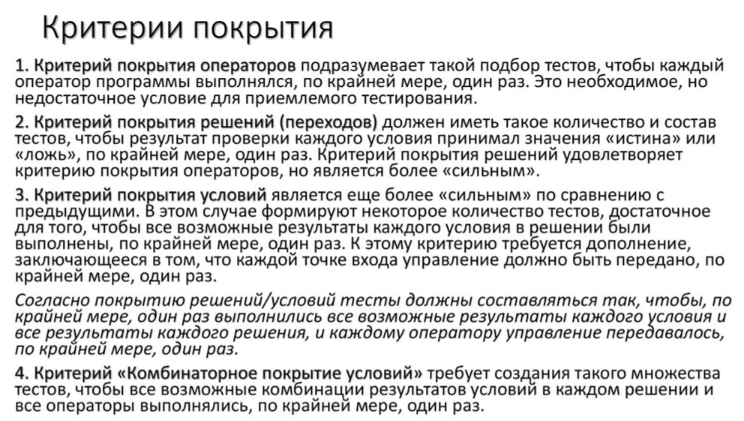 Критерии покрытия
1. Критерий покрытия операторов подразумевает такой подбор тестов, чтобы каждый
оператор программы выполнялся, по крайней мере, один раз. Это необходимое, но
недостаточное условие для приемлемого тестирования.
2. Критерий покрытия решений (переходов) должен иметь такое количество и состав
тестов, чтобы результат проверки каждого условия принимал значения «истина» или
«ложь», по крайней мере, один раз. Критерий покрытия решений удовлетворяет
критерию покрытия операторов, но является более «сильным».
3. Критерий покрытия условий является еще более «сильным» по сравнению с
предыдущими. В этом случае формируют некоторое количество тестов, достаточное
для того, чтобы все возможные результаты каждого условия в решении были
выполнены, по крайней мере, один раз. К этому критерию требуется дополнение,
заключающееся в том, что каждой точке входа управление должно быть передано, по
крайней мере, один раз.
Согласно покрытию решений/условий тесты должны составляться так, чтобы, по
крайней мере, один раз выполнились все возможные результаты каждого условия и
все результаты каждого решения, и каждому оператору управление передавалось,
по крайней мере, один раз.
4. Критерий «Комбинаторное покрытие условий» требует создания такого множества
тестов, чтобы все возможные комбинации результатов условий в каждом решении и
все операторы выполнялись, по крайней мере, один раз.